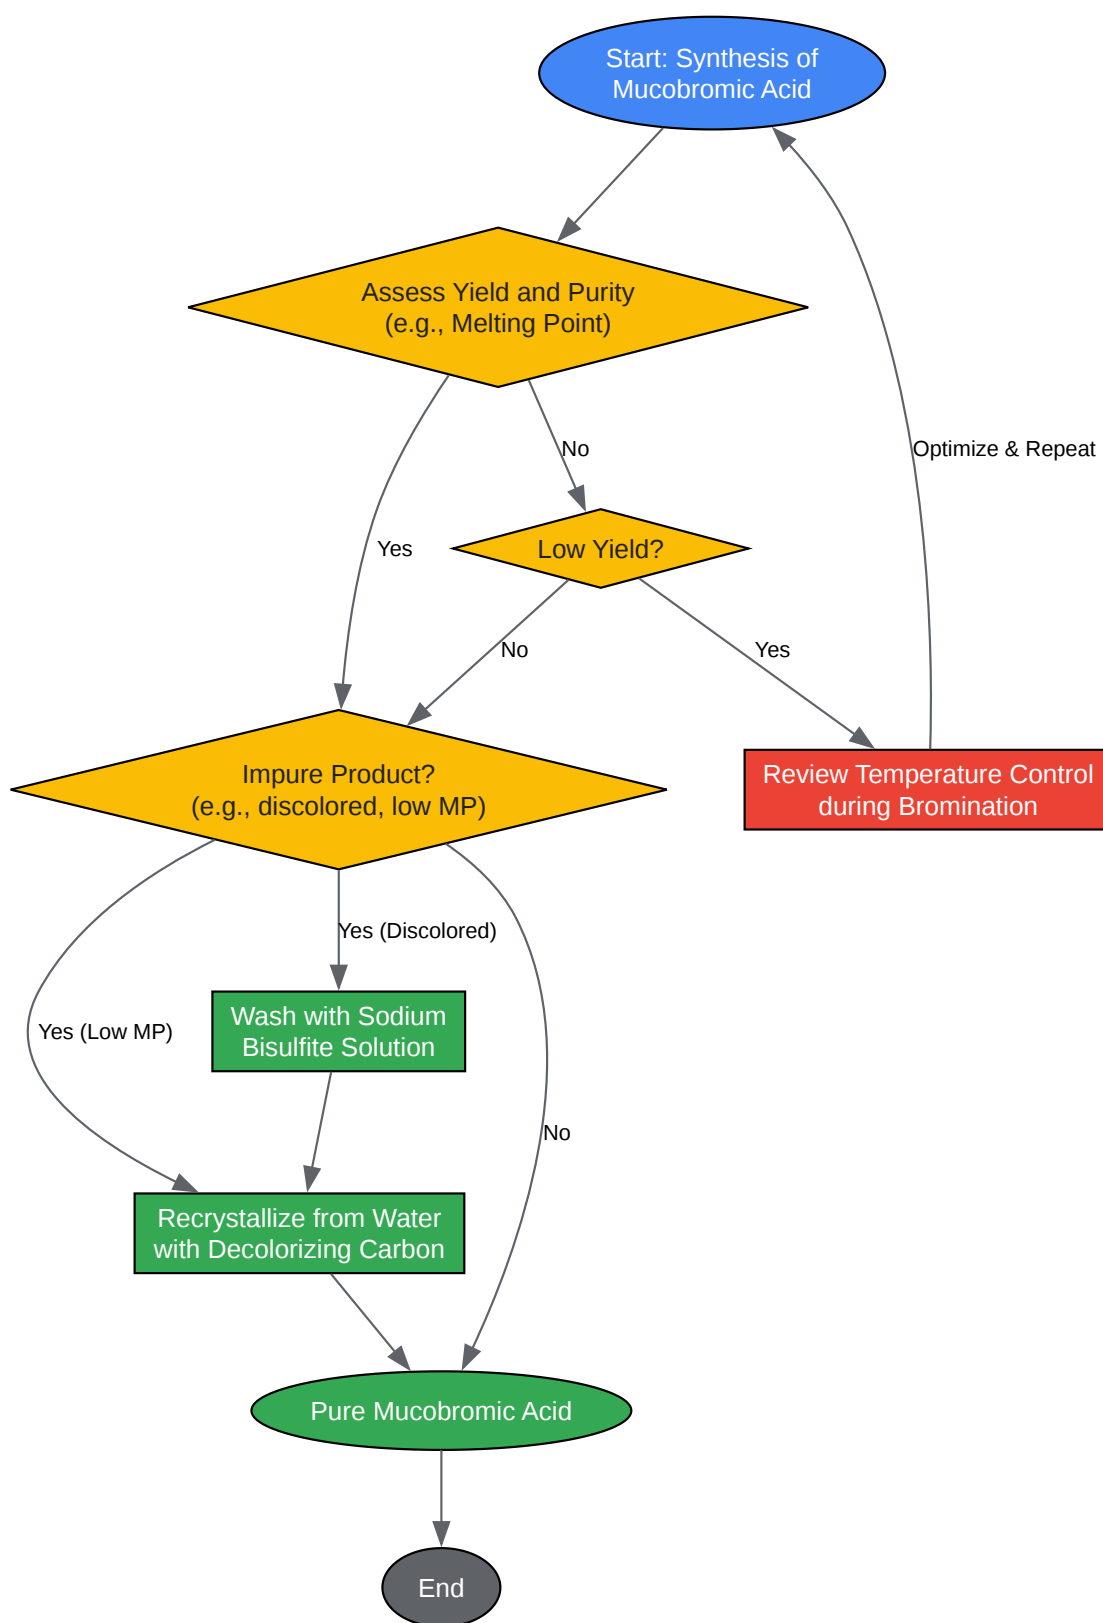 Start: Synthesis of
Mucobromic Acid
Assess Yield and Purity
(e.g., Melting Point)
No
Optimize & Repeat
Yes
Low Yield?
No
Yes
Impure Product?
(e.g., discolored, low MP)
Review Temperature Control
during Bromination
Yes (Discolored)
Yes (Low MP)
Wash with Sodium
Bisulfite Solution
No
Recrystallize from Water
with Decolorizing Carbon
Pure Mucobromic Acid
End